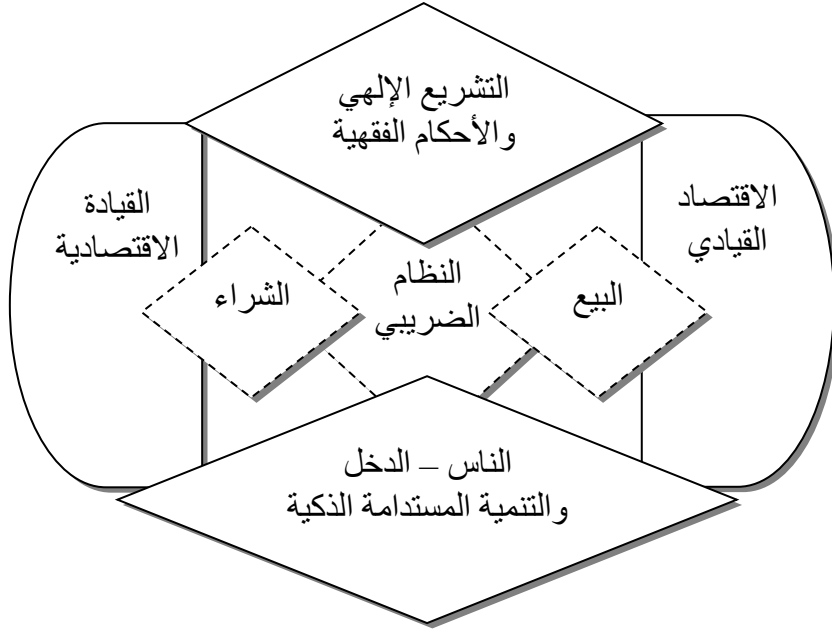 التشريع الإلهي
والأحكام الفقهية
الاقتصاد
القيادي
القيادة
الاقتصادية
البيع
النظام
الضريبي
الشراء
الناس – الدخل
والتنمية المستدامة الذكية